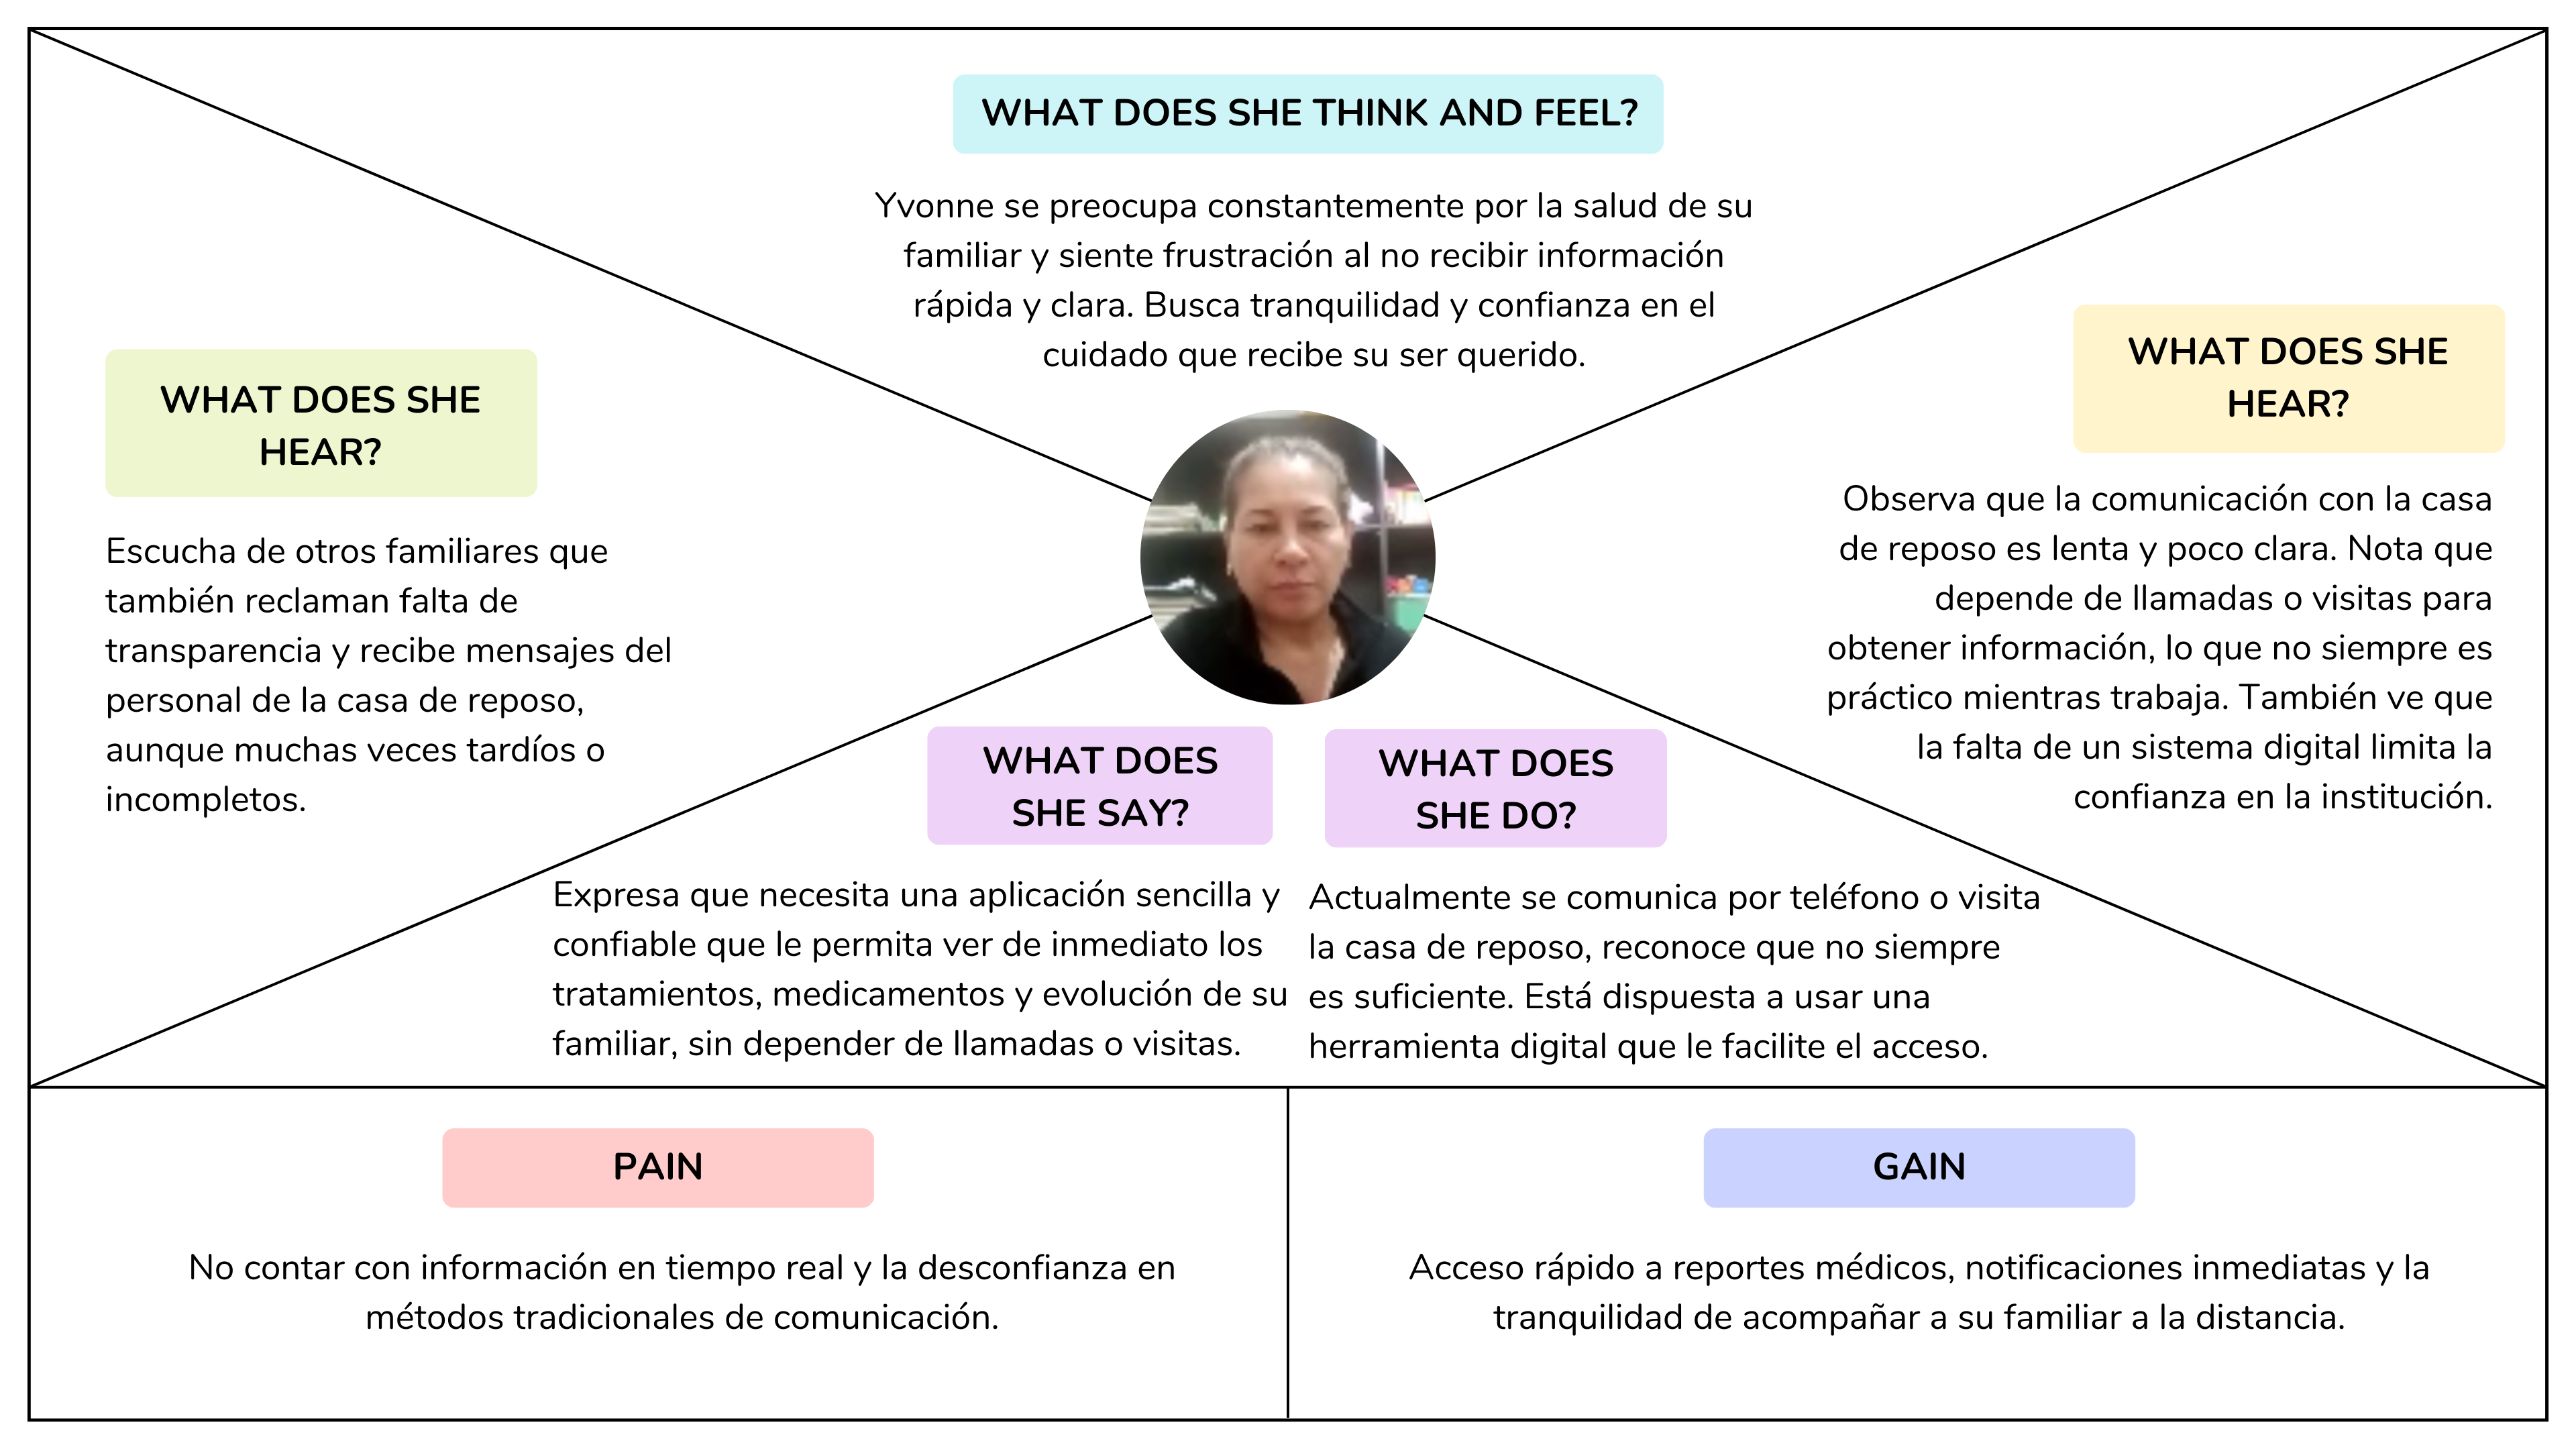 WHAT DOES SHE THINK AND FEEL?
Yvonne se preocupa constantemente por la salud de su
familiar y siente frustración al no recibir información
rápida y clara. Busca tranquilidad y confianza en el
cuidado que recibe su ser querido.
WHAT DOES SHE
HEAR?
Escucha de otros familiares que
también reclaman falta de
transparencia y recibe mensajes del
personal de la casa de reposo,
aunque muchas veces tardíos o
incompletos.
WHAT DOES SHE
HEAR?
Observa que la comunicación con la casa
de reposo es lenta y poco clara. Nota que
depende de llamadas o visitas para
obtener información, lo que no siempre es
práctico mientras trabaja. También ve que
la falta de un sistema digital limita la
confianza en la institución.
WHAT DOES
SHE SAY?
Expresa que necesita una aplicación sencilla y
confiable que le permita ver de inmediato los
tratamientos, medicamentos y evolución de su
familiar, sin depender de llamadas o visitas.
WHAT DOES
SHE DO?
Actualmente se comunica por teléfono o visita
la casa de reposo, reconoce que no siempre
es suficiente. Está dispuesta a usar una
herramienta digital que le facilite el acceso.
PAIN
No contar con información en tiempo real y la desconfianza en
métodos tradicionales de comunicación.
GAIN
Acceso rápido a reportes médicos, notificaciones inmediatas y la
tranquilidad de acompañar a su familiar a la distancia.